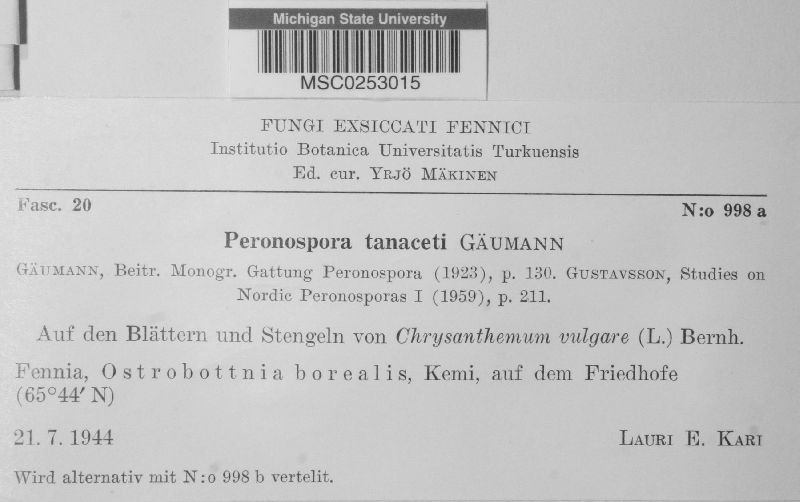 Michigan State University
MSC0253015
FUNGI EXSICCATI FENNICI
Institutio Botanica Universitatis Turkuensis
Ed. cur. YRJÖ MÄKINEN
Fasc. 20 N:o 998 a
Peronospora tanaceti GÄUMANN
GÄUMANN, Beitr. Monogr. Gattung Peronospora (1923), p. 130. GUSTAVSSON, Studies on
Nordic Peronosporas I (1959), p. 211.
Auf den Blättern und Stengeln von Chrysanthemum vulgare (L.) Bernh.
Fennia, Ostrobottnia borealis, Kemi, auf dem Friedhofe
(65°44′ N)
21. 7. 1944 LAURI E. KARI
Wird alternativ mit N:o 998 b vertelit.